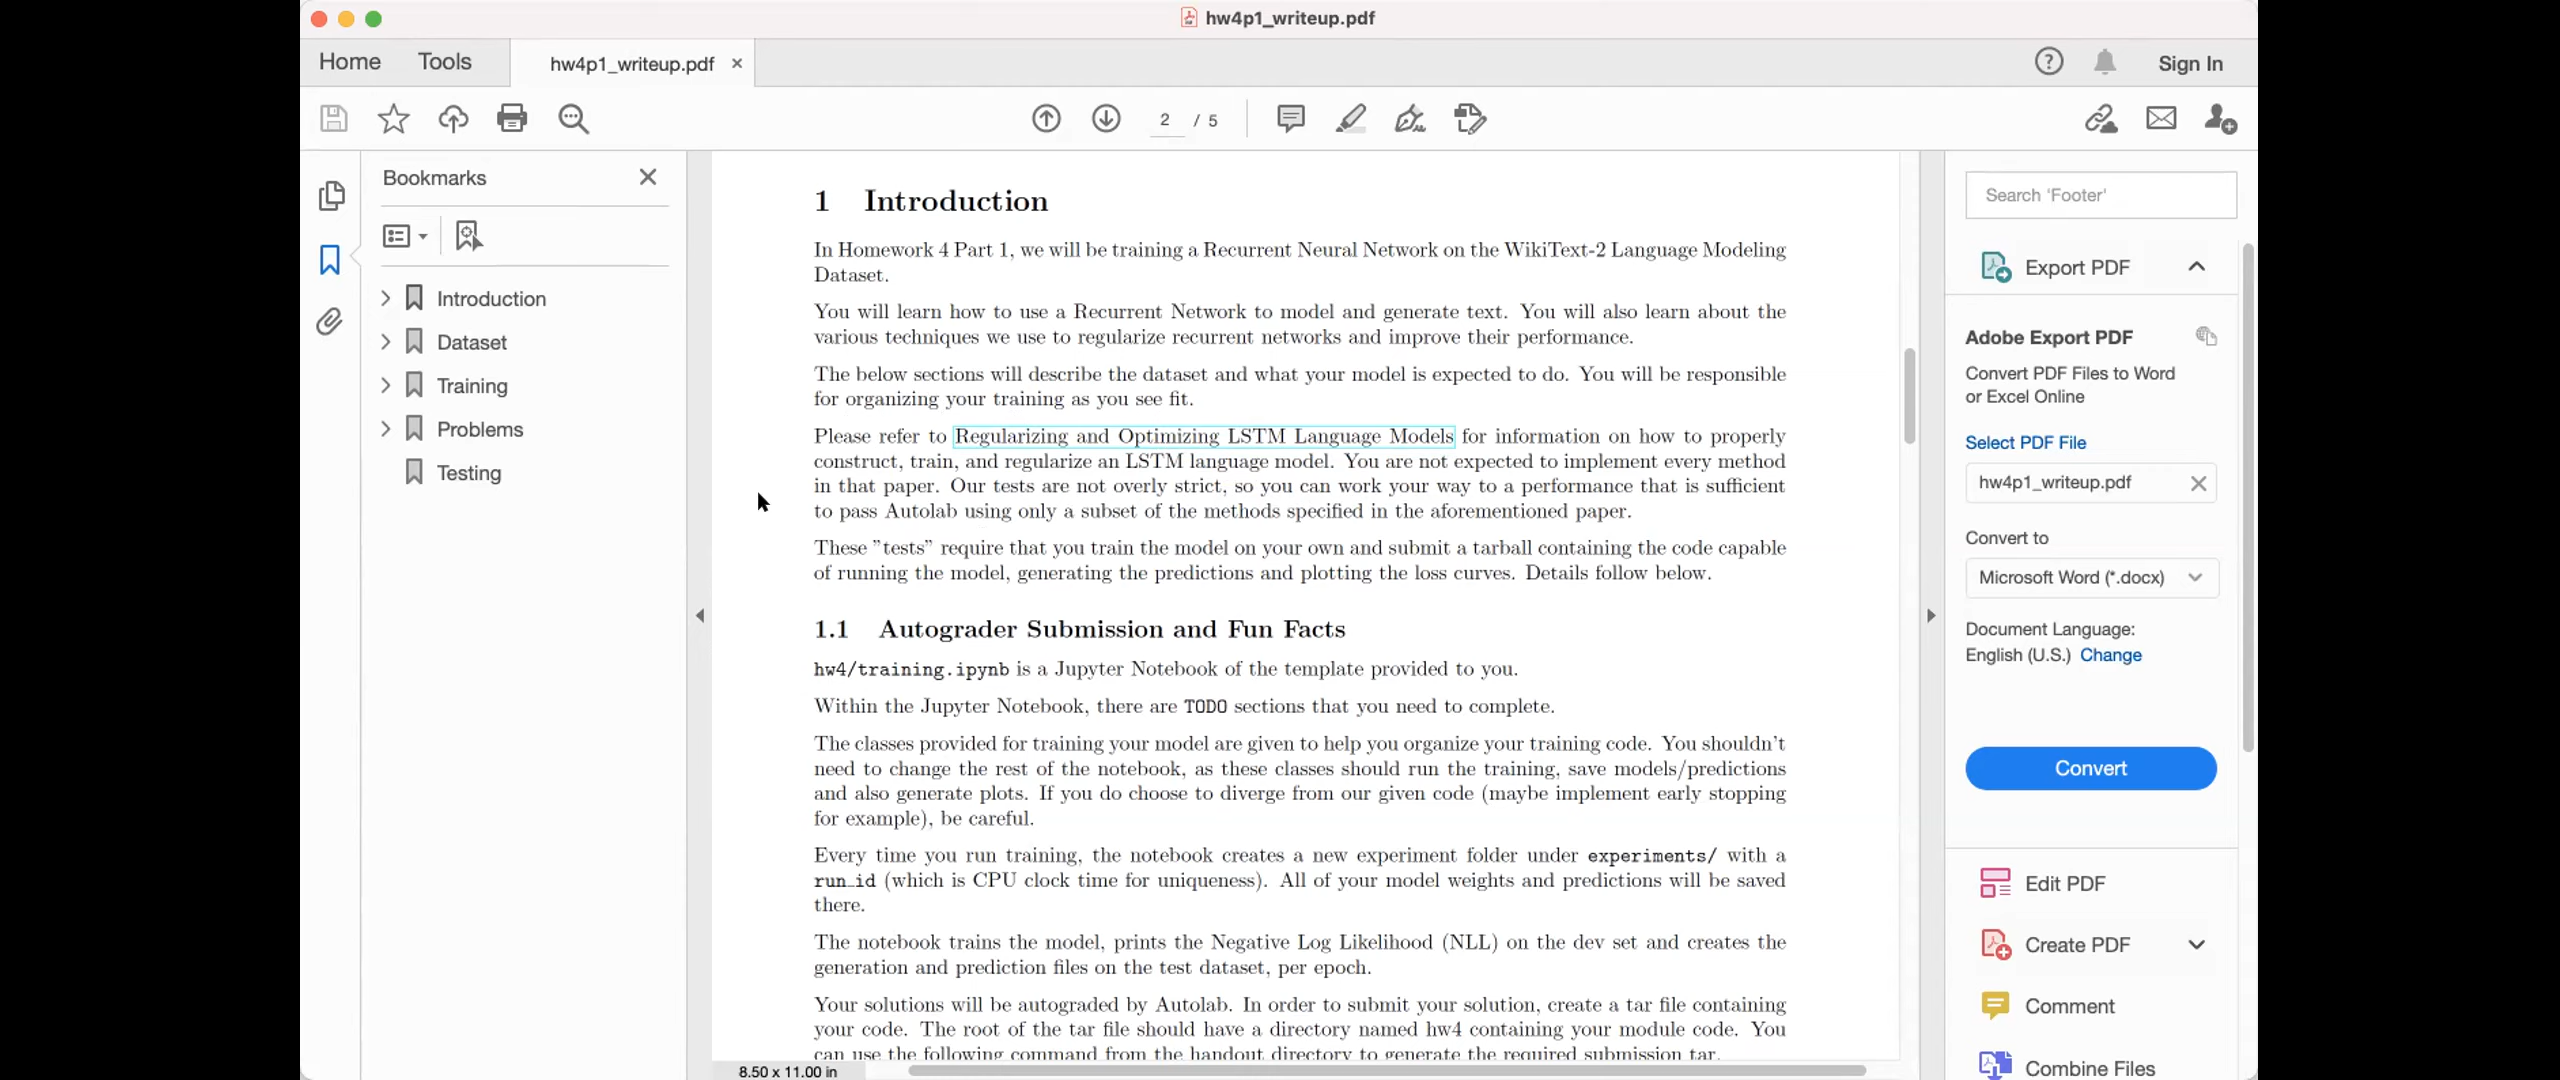 hw4p1_writeup.pdf
Home
Tools
hw4p1_writeup.pdf
Sign In
2 / 5
Bookmarks
Introduction
Dataset
Training
Problems
Testing
1 Introduction
In Homework 4 Part 1, we will be training a Recurrent Neural Network on the WikiText-2 Language Modeling
Dataset.
You will learn how to use a Recurrent Network to model and generate text. You will also learn about the
various techniques we use to regularize recurrent networks and improve their performance.
The below sections will describe the dataset and what your model is expected to do. You will be responsible
for organizing your training as you see fit.
Please refer to Regularizing and Optimizing LSTM Language Models for information on how to properly
construct, train, and regularize an LSTM language model. You are not expected to implement every method
in that paper. Our tests are not overly strict, so you can work your way to a performance that is sufficient
to pass Autolab using only a subset of the methods specified in the aforementioned paper.
These "tests" require that you train the model on your own and submit a tarball containing the code capable
of running the model, generating the predictions and plotting the loss curves. Details follow below.
1.1 Autograder Submission and Fun Facts
hw4/training.ipynb is a Jupyter Notebook of the template provided to you.
Within the Jupyter Notebook, there are TODO sections that you need to complete.
The classes provided for training your model are given to help you organize your training code. You shouldn't
need to change the rest of the notebook, as these classes should run the training, save models/predictions
and also generate plots. If you do choose to diverge from our given code (maybe implement early stopping
for example), be careful.
Every time you run training, the notebook creates a new experiment folder under experiments/ with a
run_id (which is CPU clock time for uniqueness). All of your model weights and predictions will be saved
there.
The notebook trains the model, prints the Negative Log Likelihood (NLL) on the dev set and creates the
generation and prediction files on the test dataset, per epoch.
Your solutions will be autograded by Autolab. In order to submit your solution, create a tar file containing
your code. The root of the tar file should have a directory named hw4 containing your module code. You
can use the following command from the handout directory to generate the required submission tar.
8.50 x 11.00 in
Search 'Footer'
Export PDF
Adobe Export PDF
Convert PDF Files to Word
or Excel Online
Select PDF File
hw4p1_writeup.pdf
Convert to
Microsoft Word (*.docx)
Document Language:
English (U.S.) Change
Convert
Edit PDF
Create PDF
Comment
Combine Files